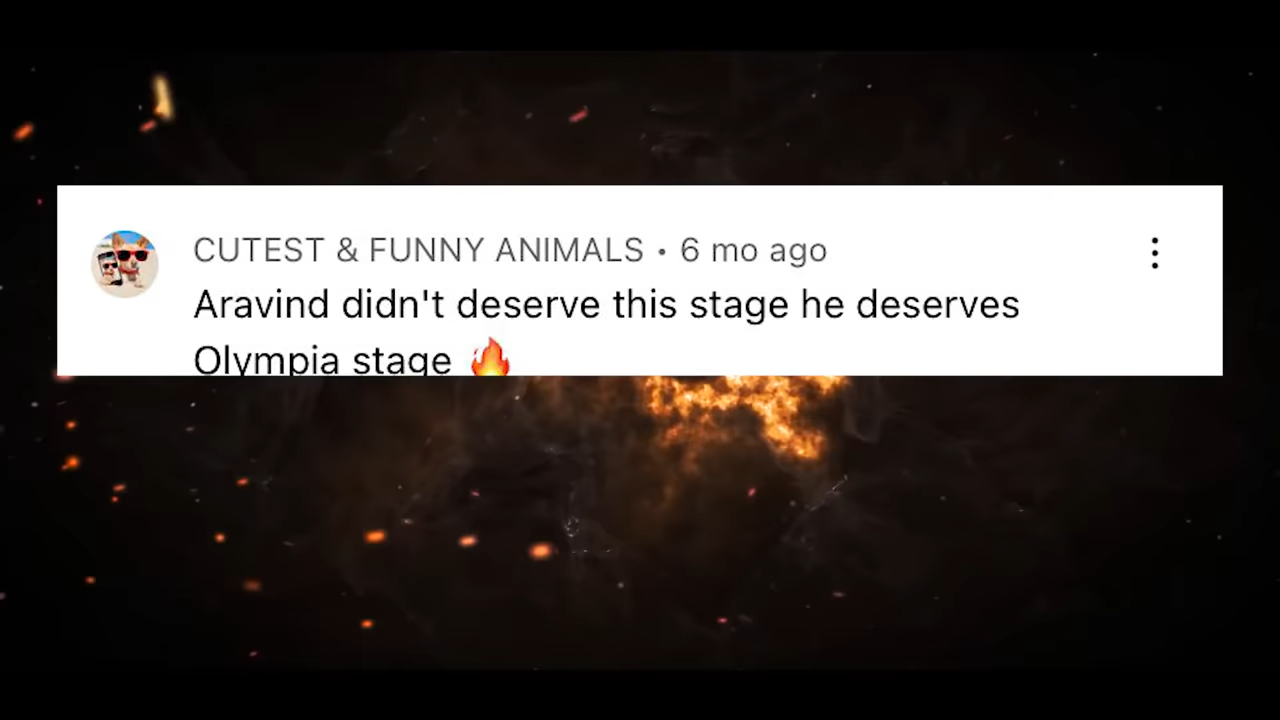 CUTEST & FUNNY ANIMALS • 6 mo ago
Aravind didn't deserve this stage he deserves
Olympia stage 🔥